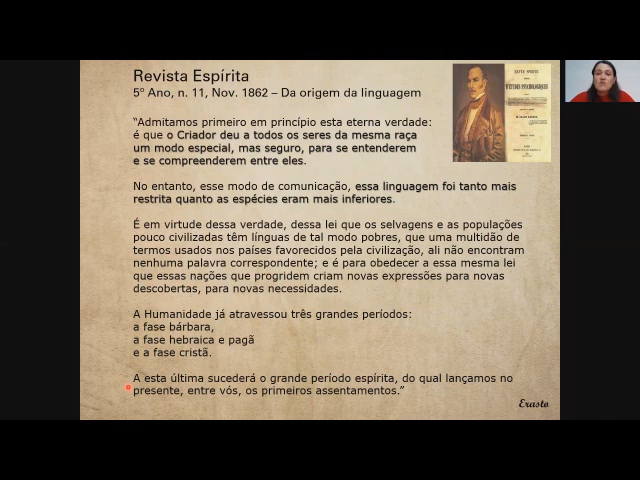 Revista Espírita
5º Ano, n. 11, Nov. 1862 – Da origem da linguagem
“Admitamos primeiro em princípio esta eterna verdade:
é que o Criador deu a todos os seres da mesma raça
um modo especial, mas seguro, para se entenderem
e se compreenderem entre eles.
No entanto, esse modo de comunicação, essa linguagem foi tanto mais
restrita quanto as espécies eram mais inferiores.
É em virtude dessa verdade, dessa lei que os selvagens e as populações
pouco civilizadas têm línguas de tal modo pobres, que uma multidão de
termos usados nos países favorecidos pela civilização, ali não encontram
nenhuma palavra correspondente; e é para obedecer a essa mesma lei
que essas nações que progridem criam novas expressões para novas
descobertas, para novas necessidades.
A Humanidade já atravessou três grandes períodos:
a fase bárbara,
a fase hebraica e pagã
e a fase cristã.
A esta última sucederá o grande período espírita, do qual lançamos no
presente, entre vós, os primeiros assentamentos.”
Erasto